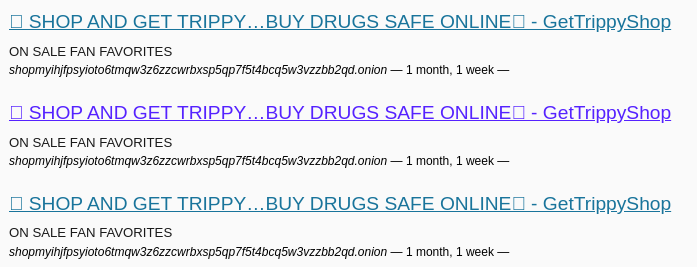 SHOP AND GET TRIPPY…BUY DRUGS SAFE ONLINE - GetTrippyShop
ON SALE FAN FAVORITES
shopmyihjfpsyioto6tmqw3z6zzcwrbxsp5qp7f5t4bcq5w3vzzbb2qd.onion — 1 month, 1 week —
SHOP AND GET TRIPPY…BUY DRUGS SAFE ONLINE - GetTrippyShop
ON SALE FAN FAVORITES
shopmyihjfpsyioto6tmqw3z6zzcwrbxsp5qp7f5t4bcq5w3vzzbb2qd.onion — 1 month, 1 week —
SHOP AND GET TRIPPY…BUY DRUGS SAFE ONLINE - GetTrippyShop
ON SALE FAN FAVORITES
shopmyihjfpsyioto6tmqw3z6zzcwrbxsp5qp7f5t4bcq5w3vzzbb2qd.onion — 1 month, 1 week —